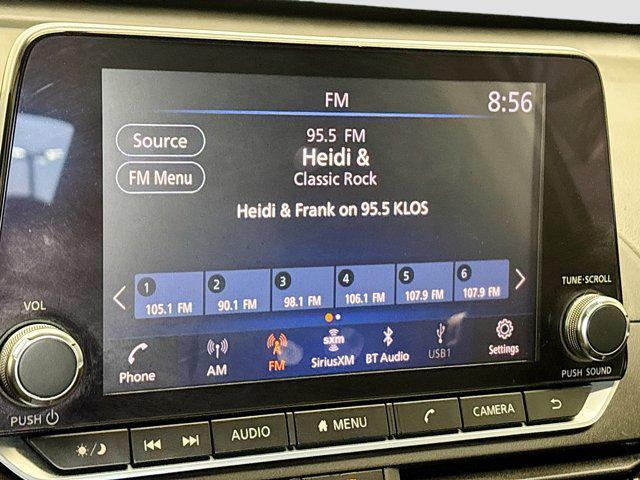 FM
8:56
Source
FM Menu
95.5 FM
Heidi &
Classic Rock
Heidi & Frank on 95.5 KLOS
1 2 3 4 5 6
105.1 FM 90.1 FM 98.1 FM 106.1 FM 107.9 FM 107.9 FM
sxm
Phone AM FM SiriusXM BT Audio USB1 Settings
VOL
PUSH
TUNE·SCROLL
PUSH SOUND
AUDIO MENU CAMERA